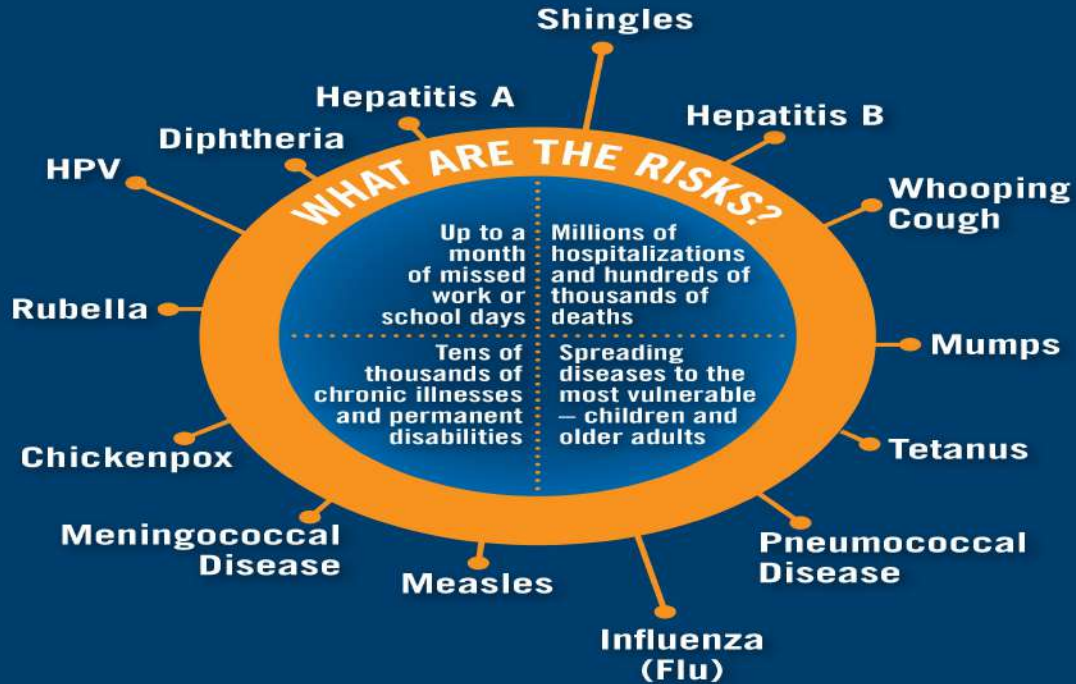 Shingles
Hepatitis A
Hepatitis B
Diphtheria
HPV
WHAT ARE THE RISKS?
Whooping
Cough
Up to a
month
of missed
work or
school days
Millions of
hospitalizations
and hundreds of
thousands of
deaths
Rubella
Mumps
Tens of
thousands of
chronic illnesses
and permanent
disabilities
Spreading
diseases to the
most vulnerable
– children and
older adults
Chickenpox
Tetanus
Meningococcal
Disease
Measles
Pneumococcal
Disease
Influenza
(Flu)